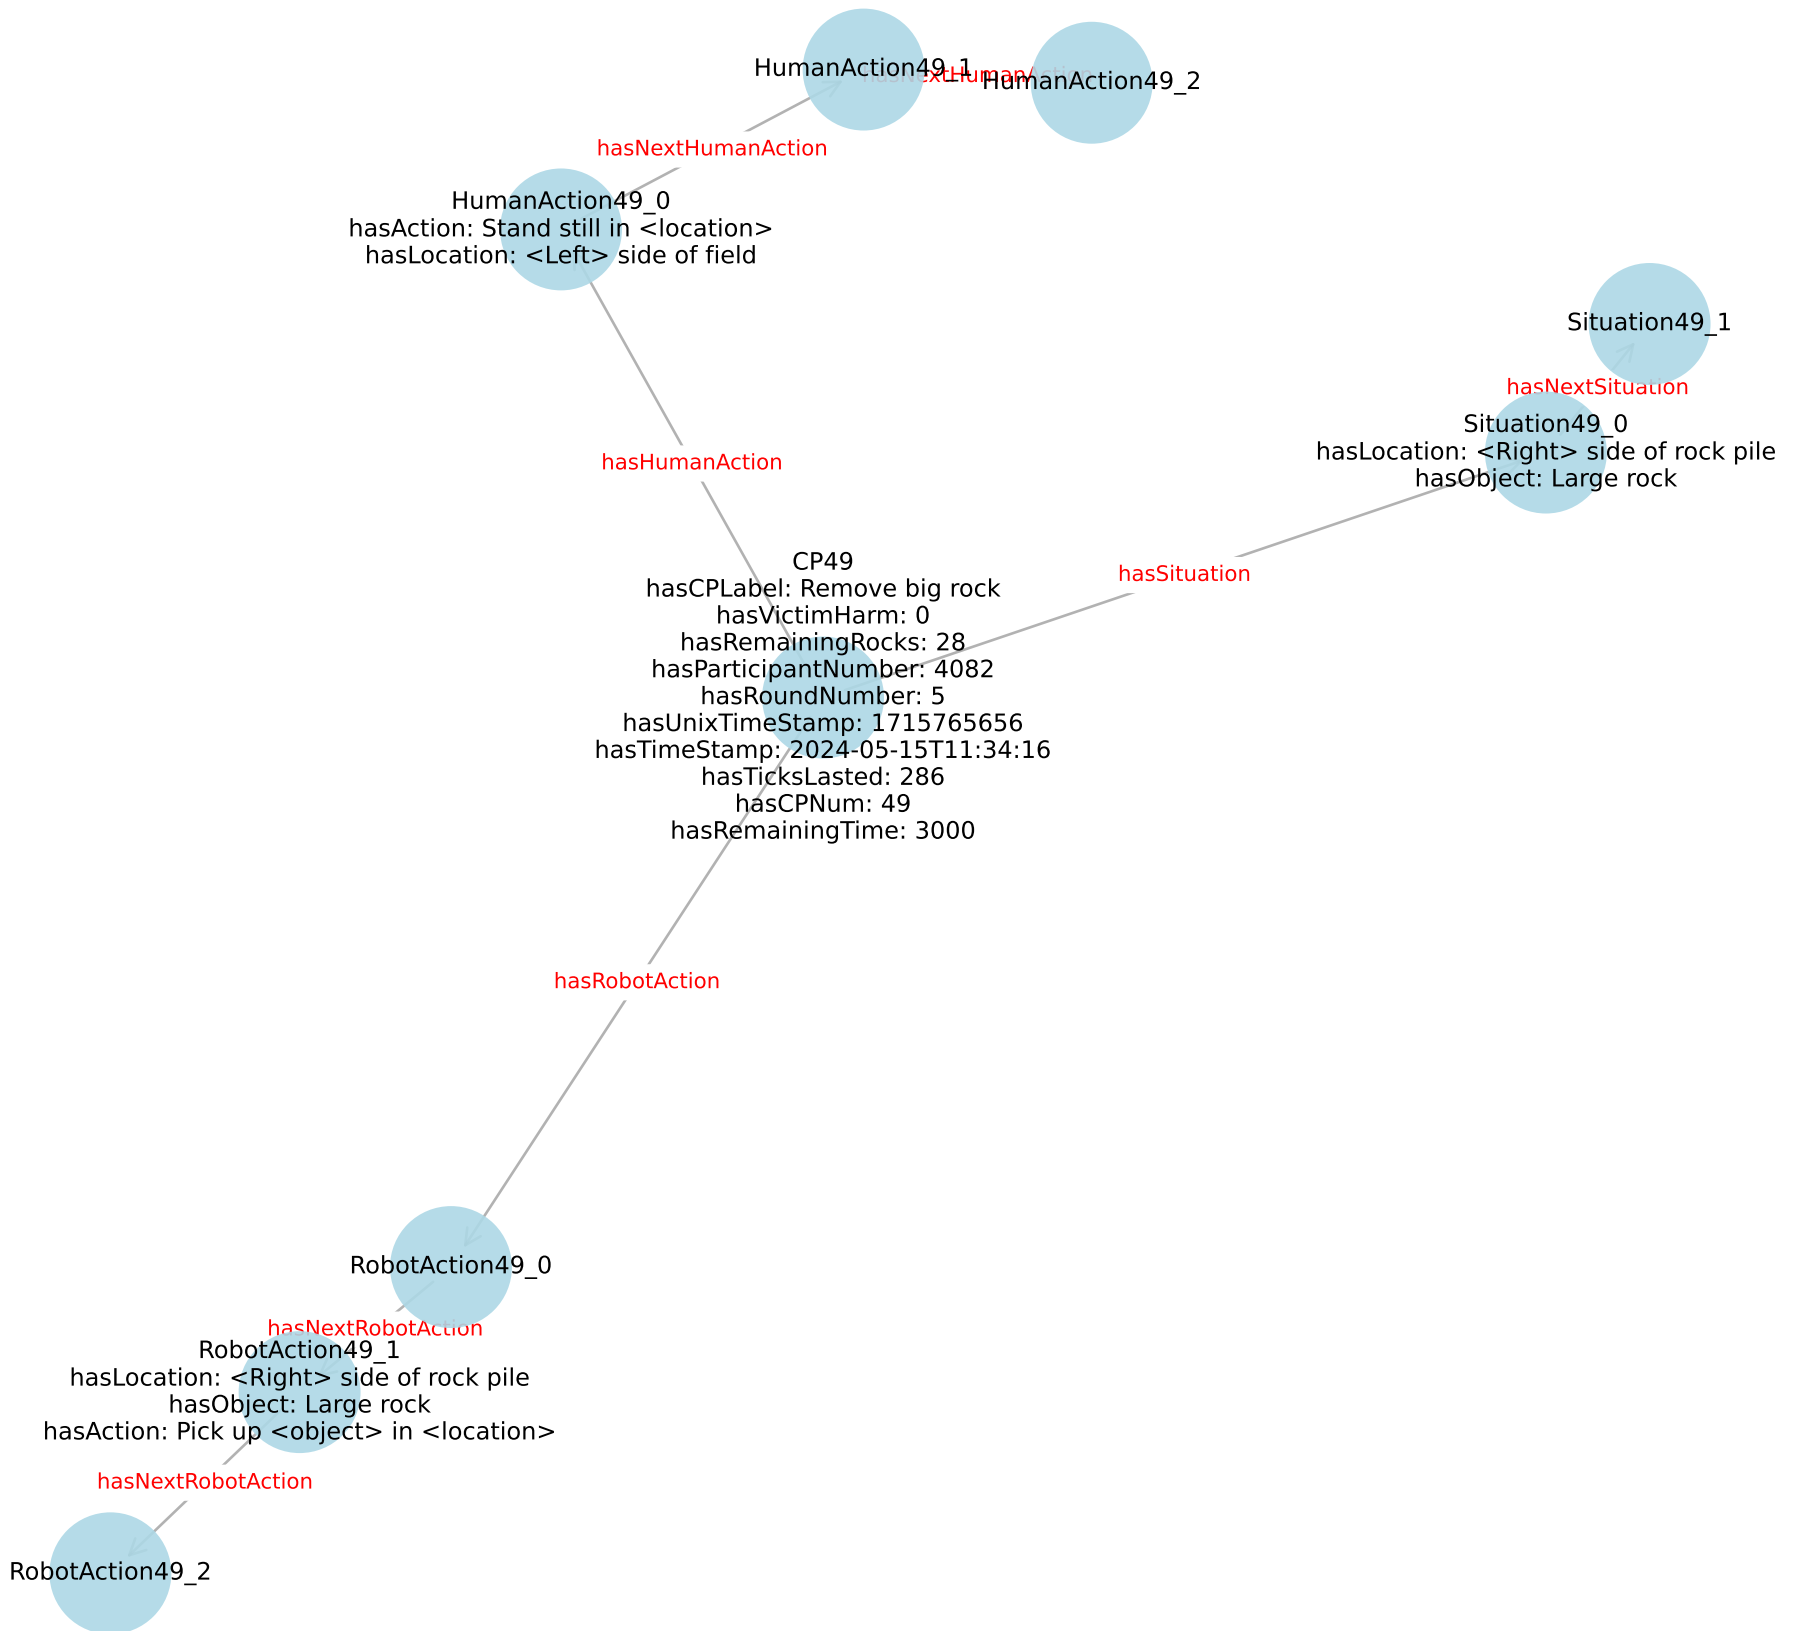 HumanAction49_1
hasNextHumanAction
HumanAction49_2
hasNextHumanAction
HumanAction49_0
hasAction: Stand still in <location>
hasLocation: <Left> side of field
Situation49_1
hasNextSituation
Situation49_0
hasLocation: <Right> side of rock pile
hasObject: Large rock
hasHumanAction
hasSituation
CP49
hasCPLabel: Remove big rock
hasVictimHarm: 0
hasRemainingRocks: 28
hasParticipantNumber: 4082
hasRoundNumber: 5
hasUnixTimeStamp: 1715765656
hasTimeStamp: 2024-05-15T11:34:16
hasTicksLasted: 286
hasCPNum: 49
hasRemainingTime: 3000
hasRobotAction
RobotAction49_0
hasNextRobotAction
RobotAction49_1
hasLocation: <Right> side of rock pile
hasObject: Large rock
hasAction: Pick up <object> in <location>
hasNextRobotAction
RobotAction49_2